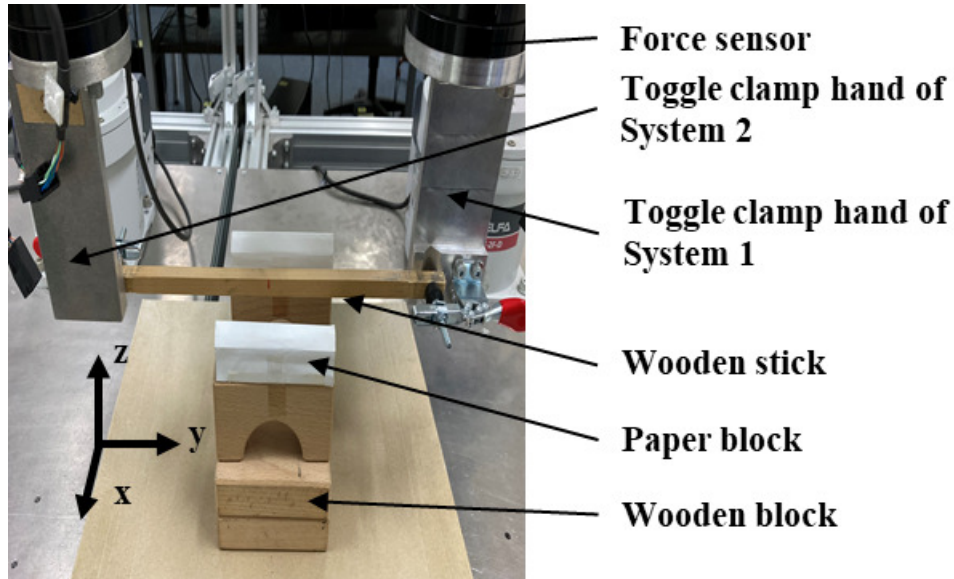 Force sensor
Toggle clamp hand of
System 2
Toggle clamp hand of
System 1
ELFA
Wooden stick
z
Paper block
y
x
Wooden block